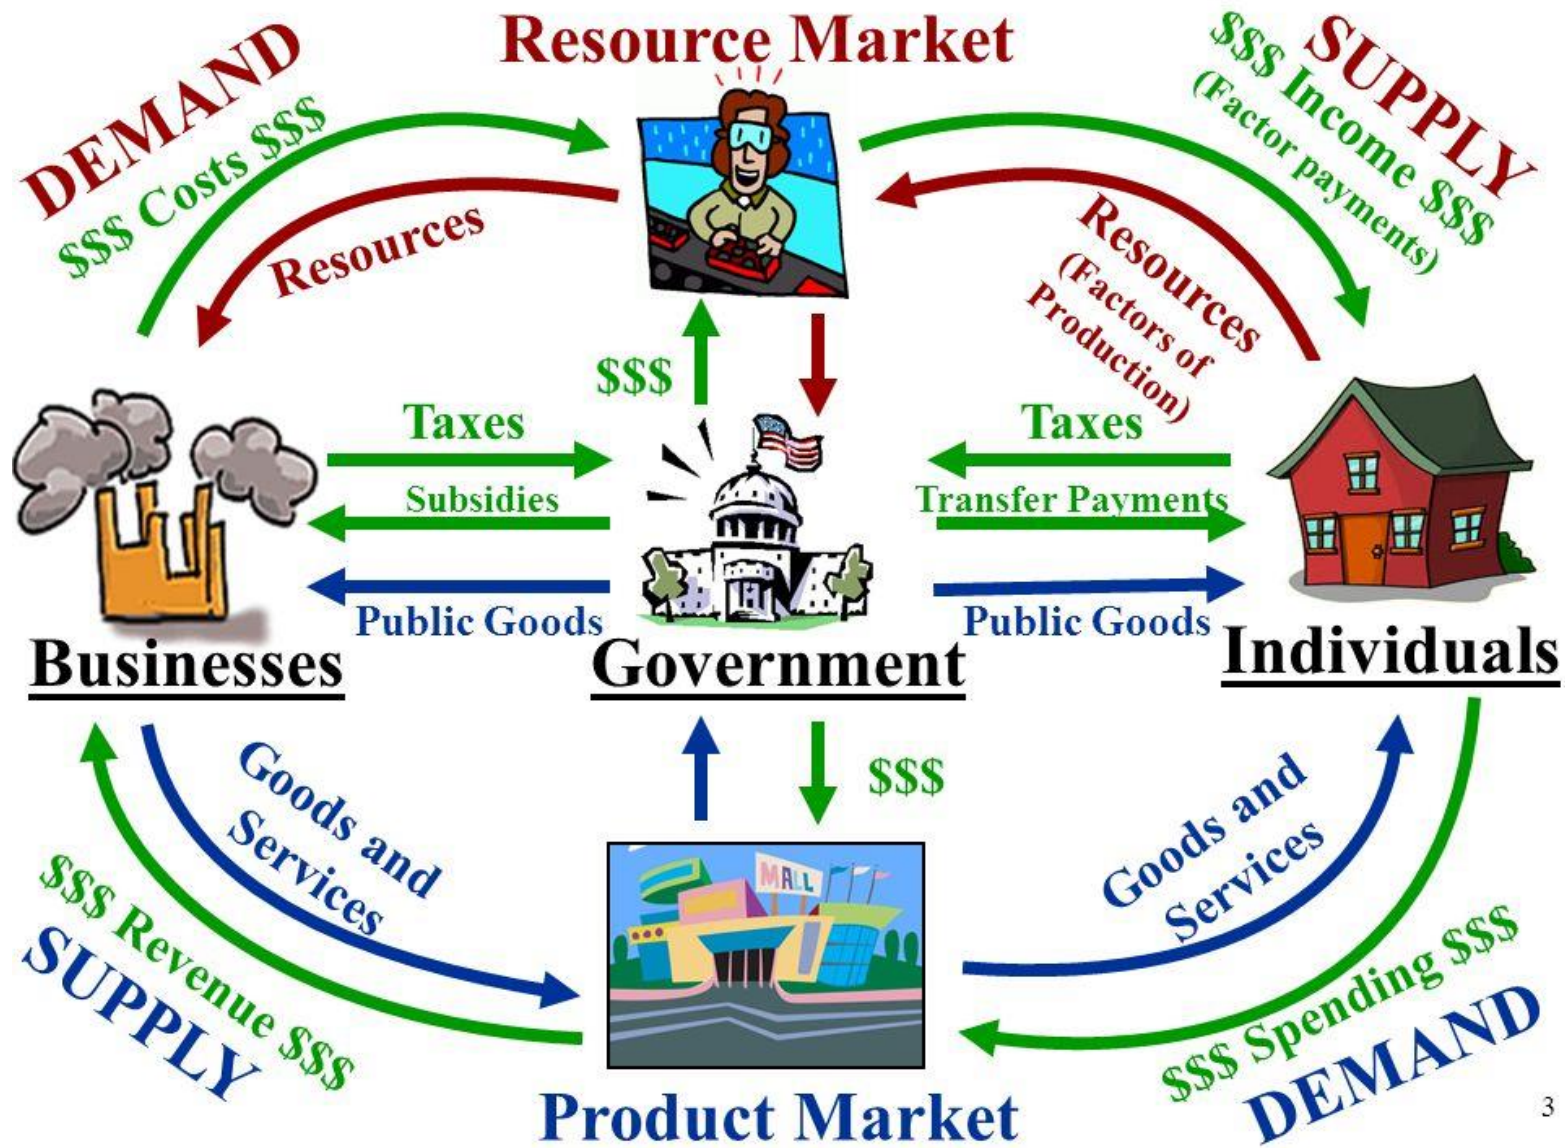 Resource Market
DEMAND
$$$ Costs $$$
Resources
SUPPLY
$$$ Income $$$
(Factor payments)
Resources
(Factors of
Production)
$$$
Taxes
Subsidies
Public Goods
Taxes
Transfer Payments
Public Goods
Businesses
Government
Individuals
Goods and
Services
$$$ Revenue $$$
SUPPLY
$$$
MALL
Goods and
Services
$$$ Spending $$$
DEMAND
Product Market
3